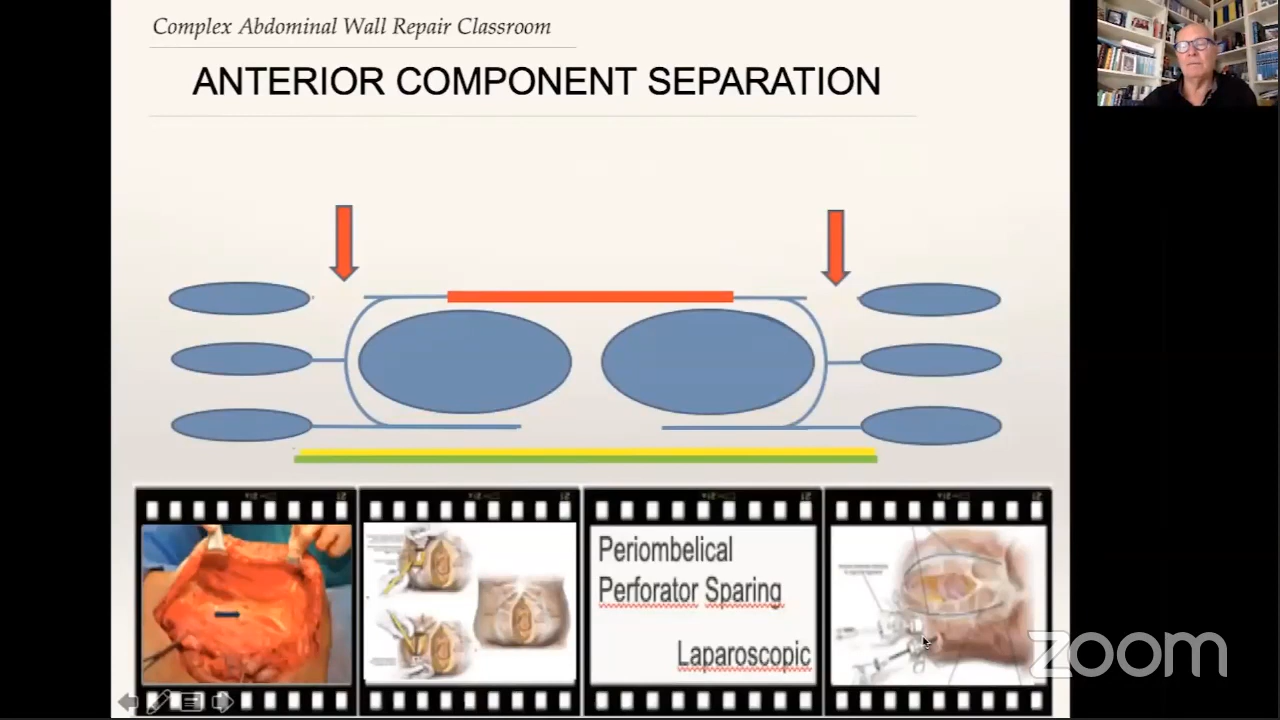 Complex Abdominal Wall Repair Classroom
ANTERIOR COMPONENT SEPARATION
Periombelical
Perforator Sparing
Laparoscopic
zoom